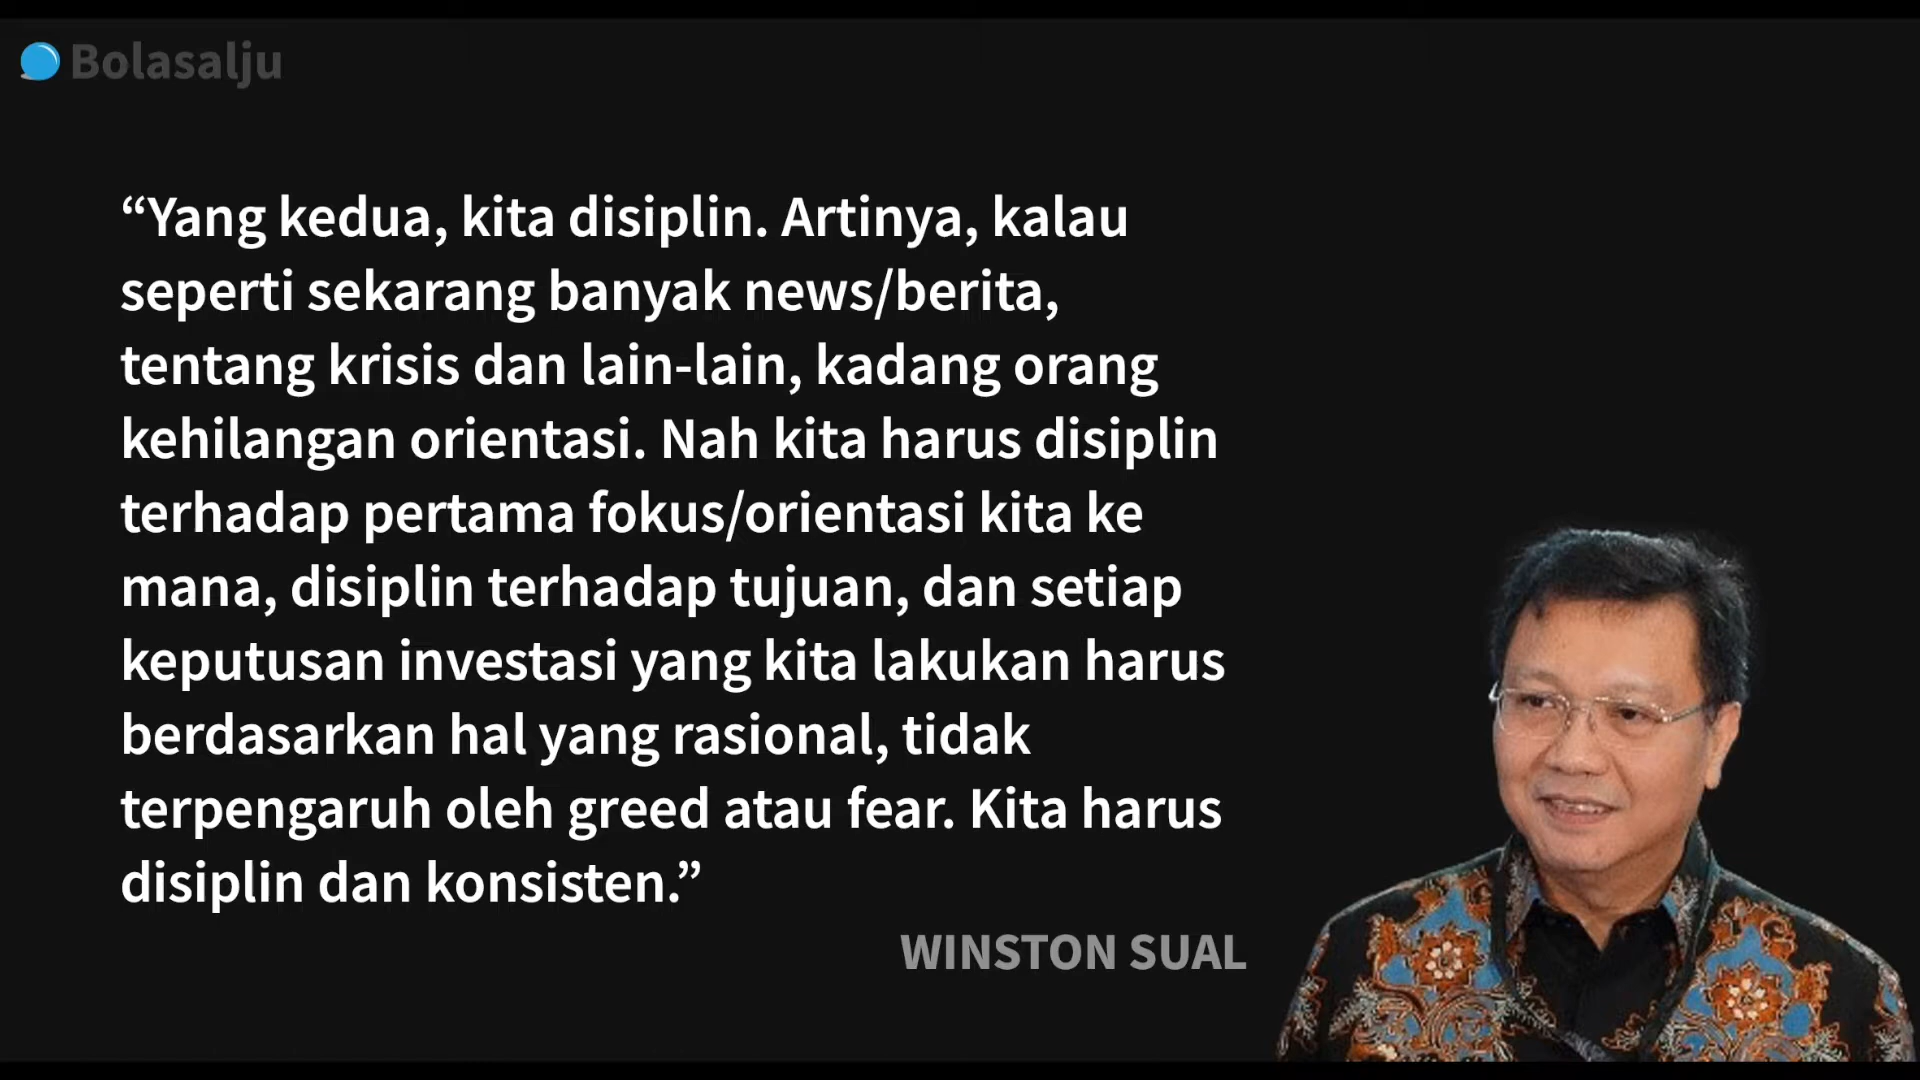 Bolasalju
“Yang kedua, kita disiplin. Artinya, kalau
seperti sekarang banyak news/berita,
tentang krisis dan lain-lain, kadang orang
kehilangan orientasi. Nah kita harus disiplin
terhadap pertama fokus/orientasi kita ke
mana, disiplin terhadap tujuan, dan setiap
keputusan investasi yang kita lakukan harus
berdasarkan hal yang rasional, tidak
terpengaruh oleh greed atau fear. Kita harus
disiplin dan konsisten.”
WINSTON SUAL